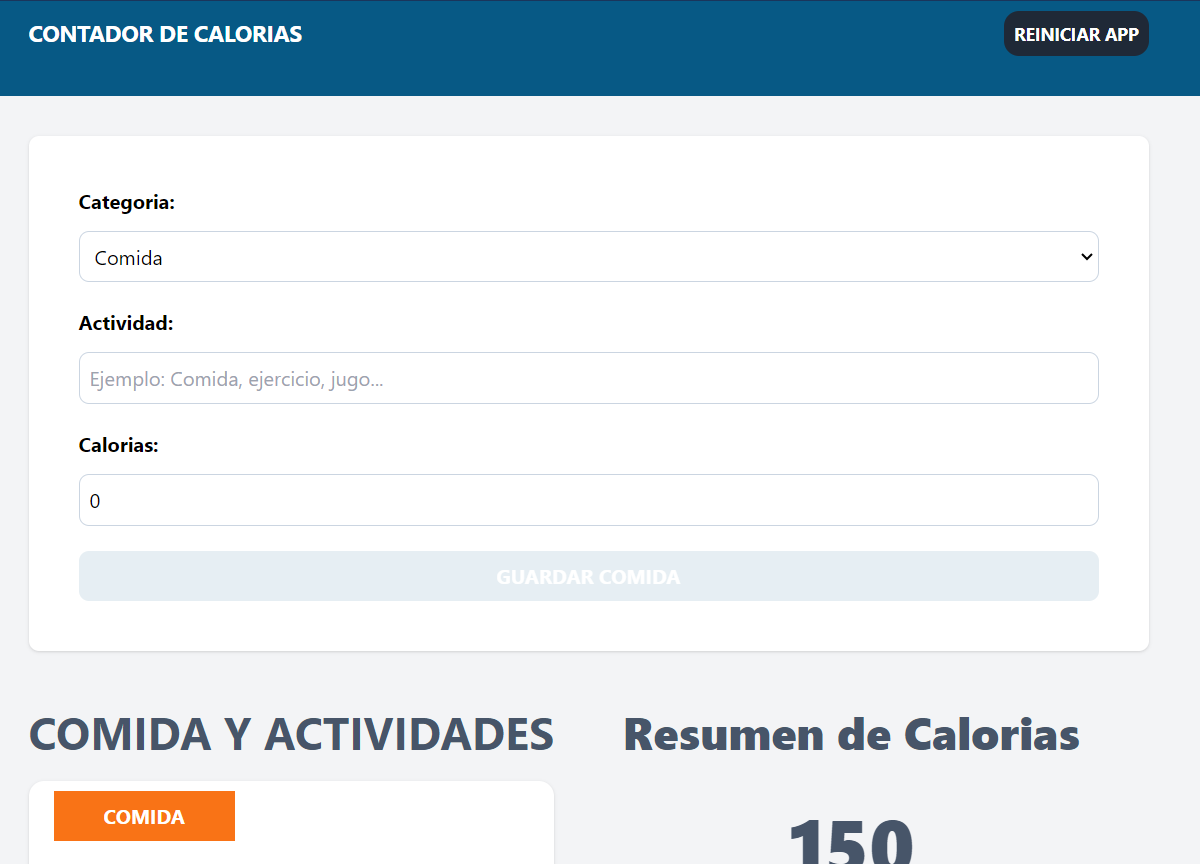 CONTADOR DE CALORIAS
REINICIAR APP
Categoria:
Comida
Actividad:
Ejemplo: Comida, ejercicio, jugo...
Calorias:
0
GUARDAR COMIDA
COMIDA Y ACTIVIDADES
COMIDA
Resumen de Calorias
150